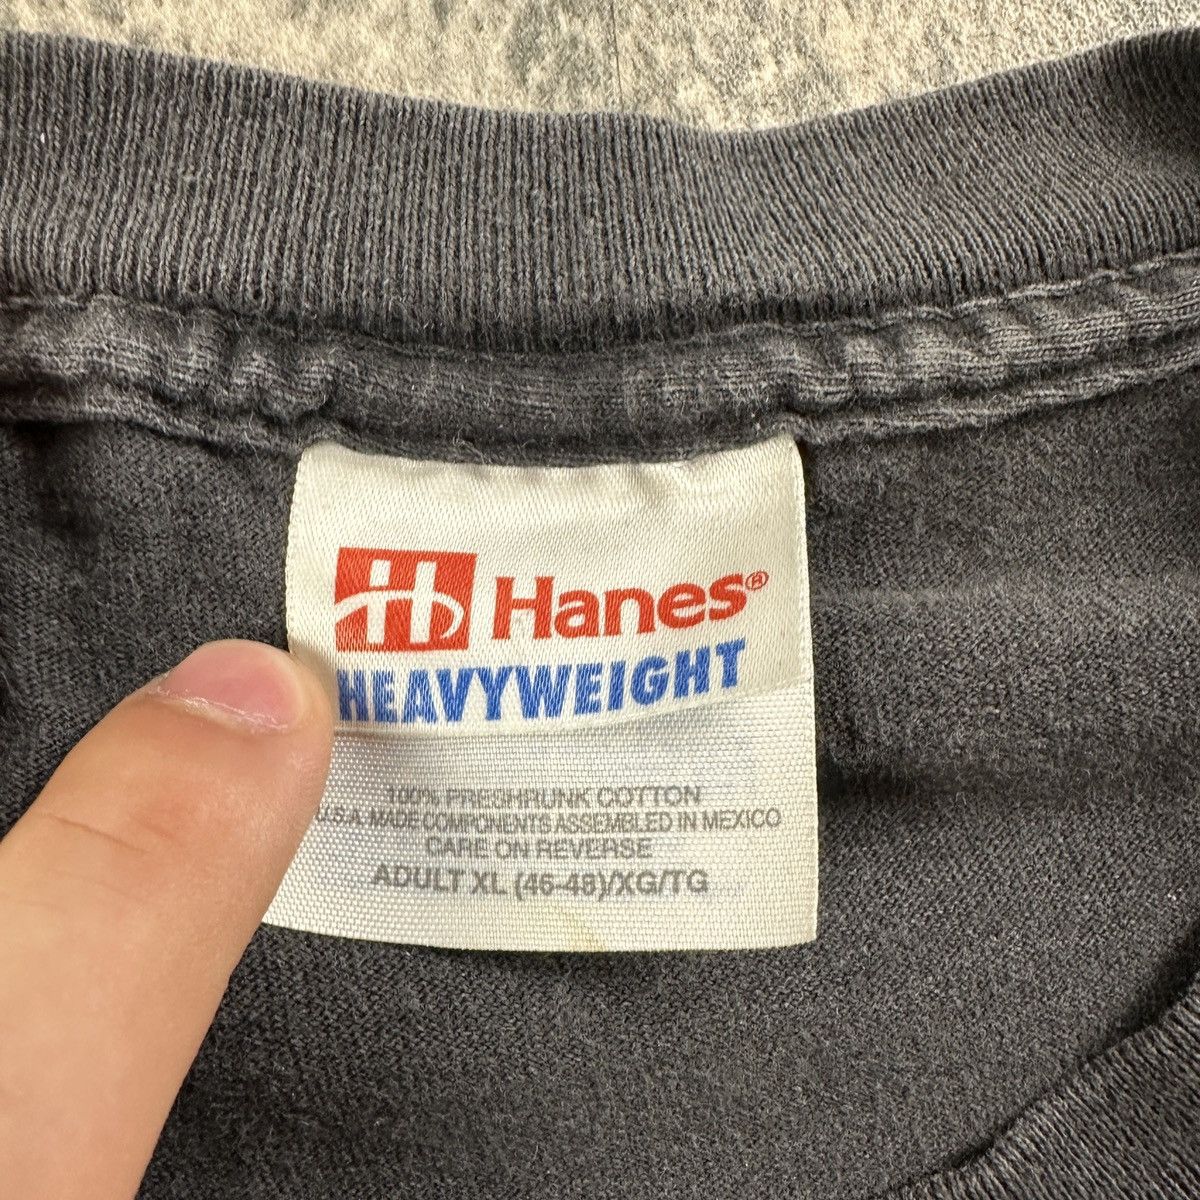 H Hanes®
HEAVYWEIGHT
100% PRESHRUNK COTTON
U.S.A. MADE COMPONENTS ASSEMBLED IN MEXICO
CARE ON REVERSE
ADULT XL (46-48)/XG/TG